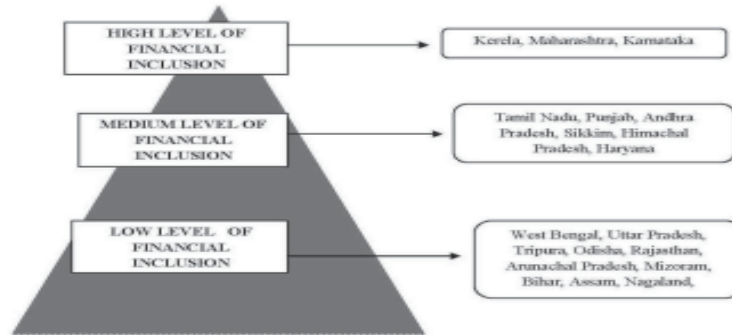 HIGH LEVEL OF
FINANCIAL
INCLUSION
Kerela, Maharashtra, Karnataka
MEDIUM LEVEL OF
FINANCIAL
INCLUSION
Tamil Nadu, Punjab, Andhra
Pradesh, Sikkim, Himachal
Pradesh, Haryana
LOW LEVEL OF
FINANCIAL
INCLUSION
West Bengal, Uttar Pradesh,
Tripura, Odisha, Rajasthan,
Arunachal Pradesh, Mizoram,
Bihar, Assam, Nagaland,